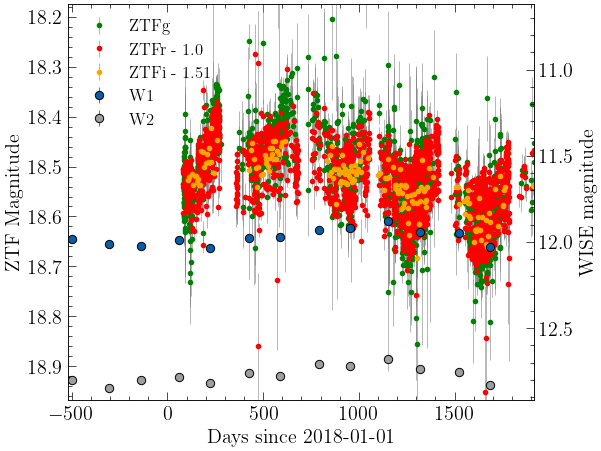 18.2
18.3
18.4
18.5
18.6
18.7
18.8
18.9
ZTF Magnitude
ZTFg
ZTFr - 1.0
ZTFi - 1.51
W1
W2
11.0
11.5
12.0
12.5
WISE magnitude
−500
0
500
1000
1500
Days since 2018-01-01